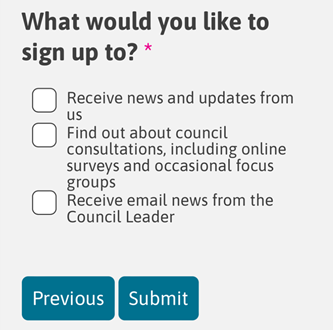 What would you like to
sign up to? *
Receive news and updates from
us
Find out about council
consultations, including online
surveys and occasional focus
groups
Receive email news from the
Council Leader
Previous
Submit